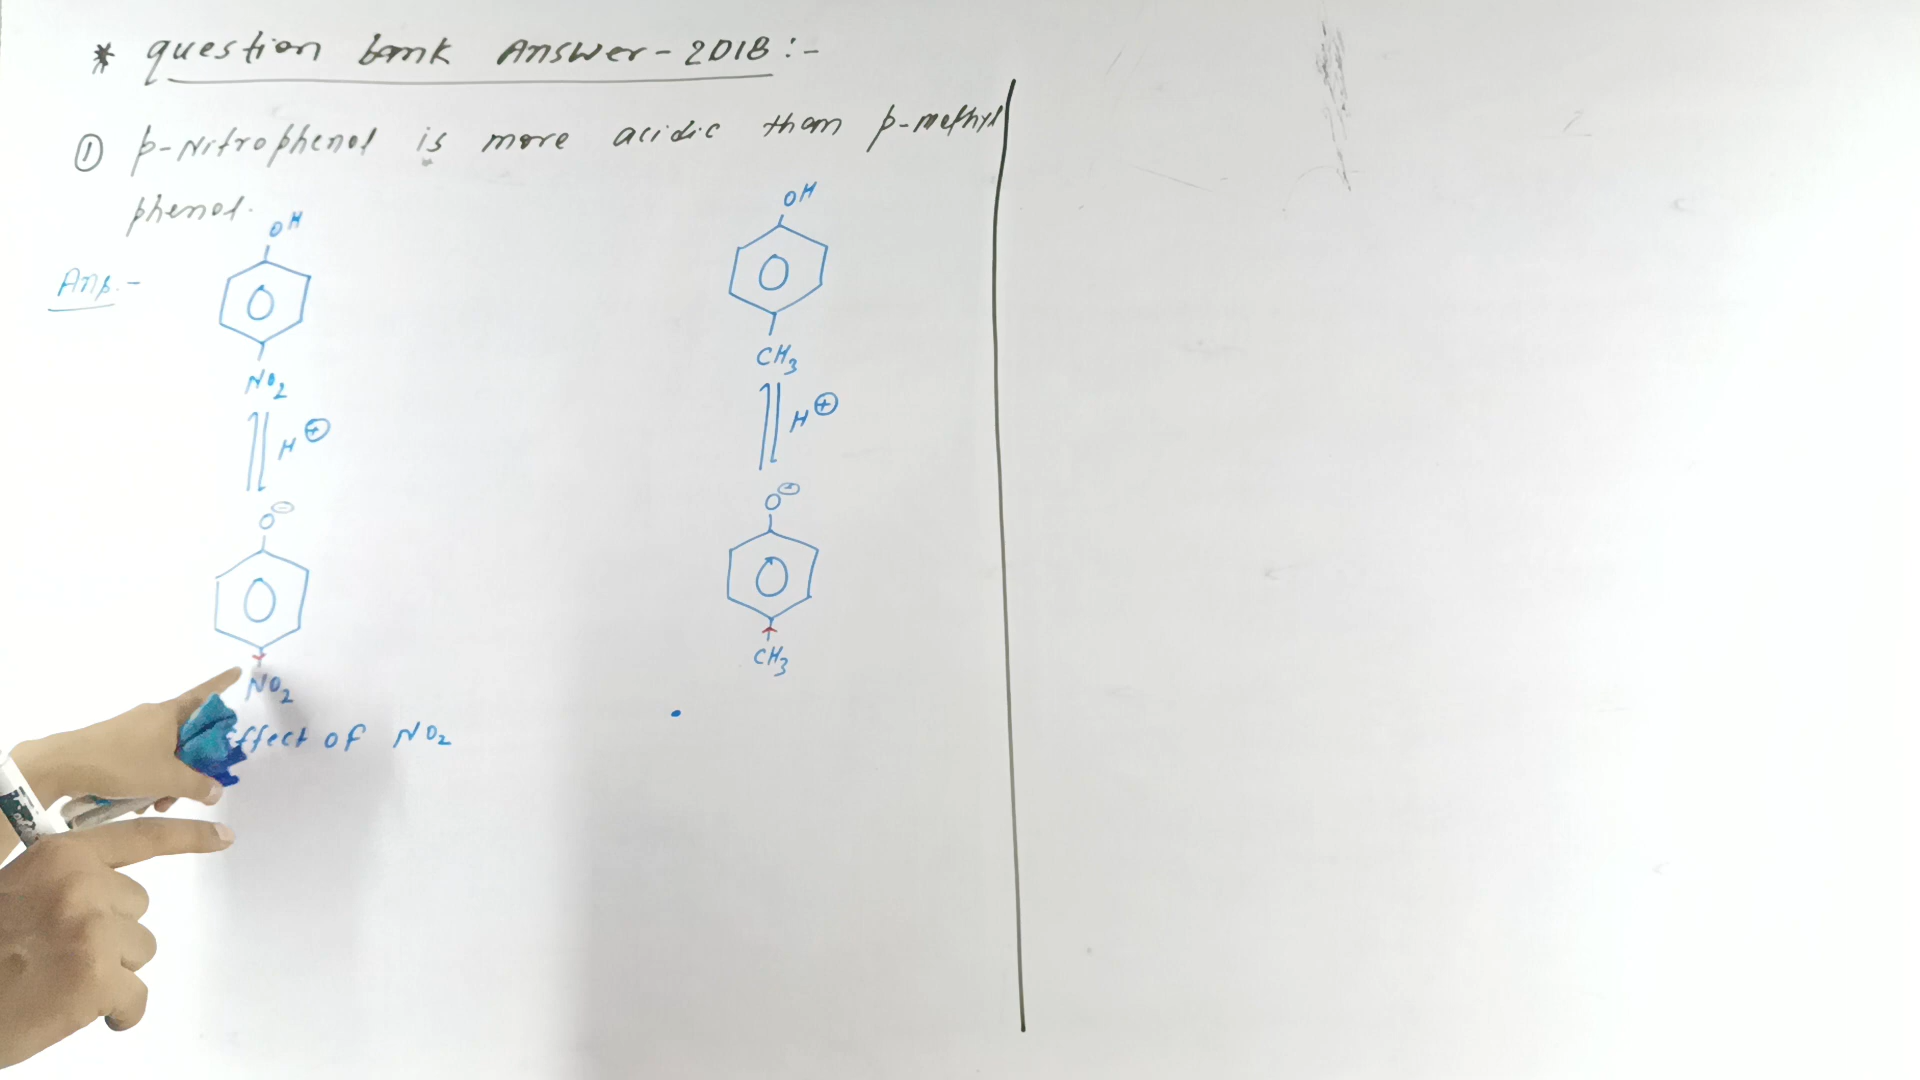 * question bank Answer-2018:-
① p-Nitrophenol is more acidic than p-methyl
phenol.
Ans.-
OH
NO2
H⊕
O⊖
NO2
effect of NO2
OH
CH3
H⊕
O⊖
CH3